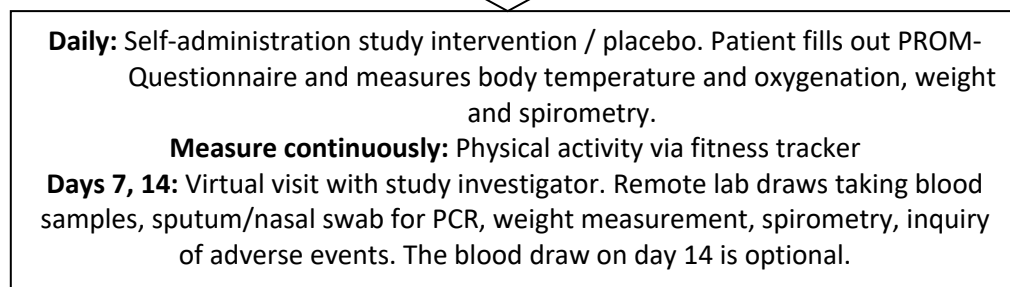 Daily: Self-administration study intervention / placebo. Patient fills out PROM-
Questionnaire and measures body temperature and oxygenation, weight
and spirometry.
Measure continuously: Physical activity via fitness tracker
Days 7, 14: Virtual visit with study investigator. Remote lab draws taking blood
samples, sputum/nasal swab for PCR, weight measurement, spirometry, inquiry
of adverse events. The blood draw on day 14 is optional.